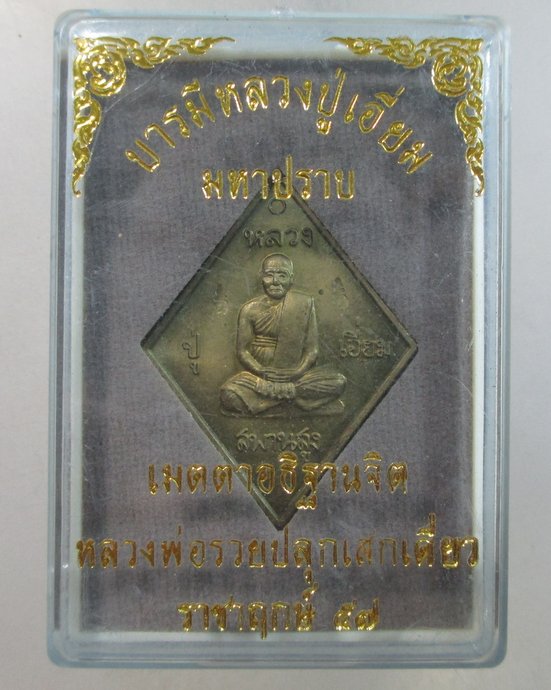 บารมีหลวงปู่เอี่ยม
มหาปราบ
หลวง
ปู่ เอี่ยม
สพานสูง
เมตตาอธิฐานจิต
หลวงพ่อรวยปลุกเสกเดี่ยว
ราชาฤกษ์ ๕๗